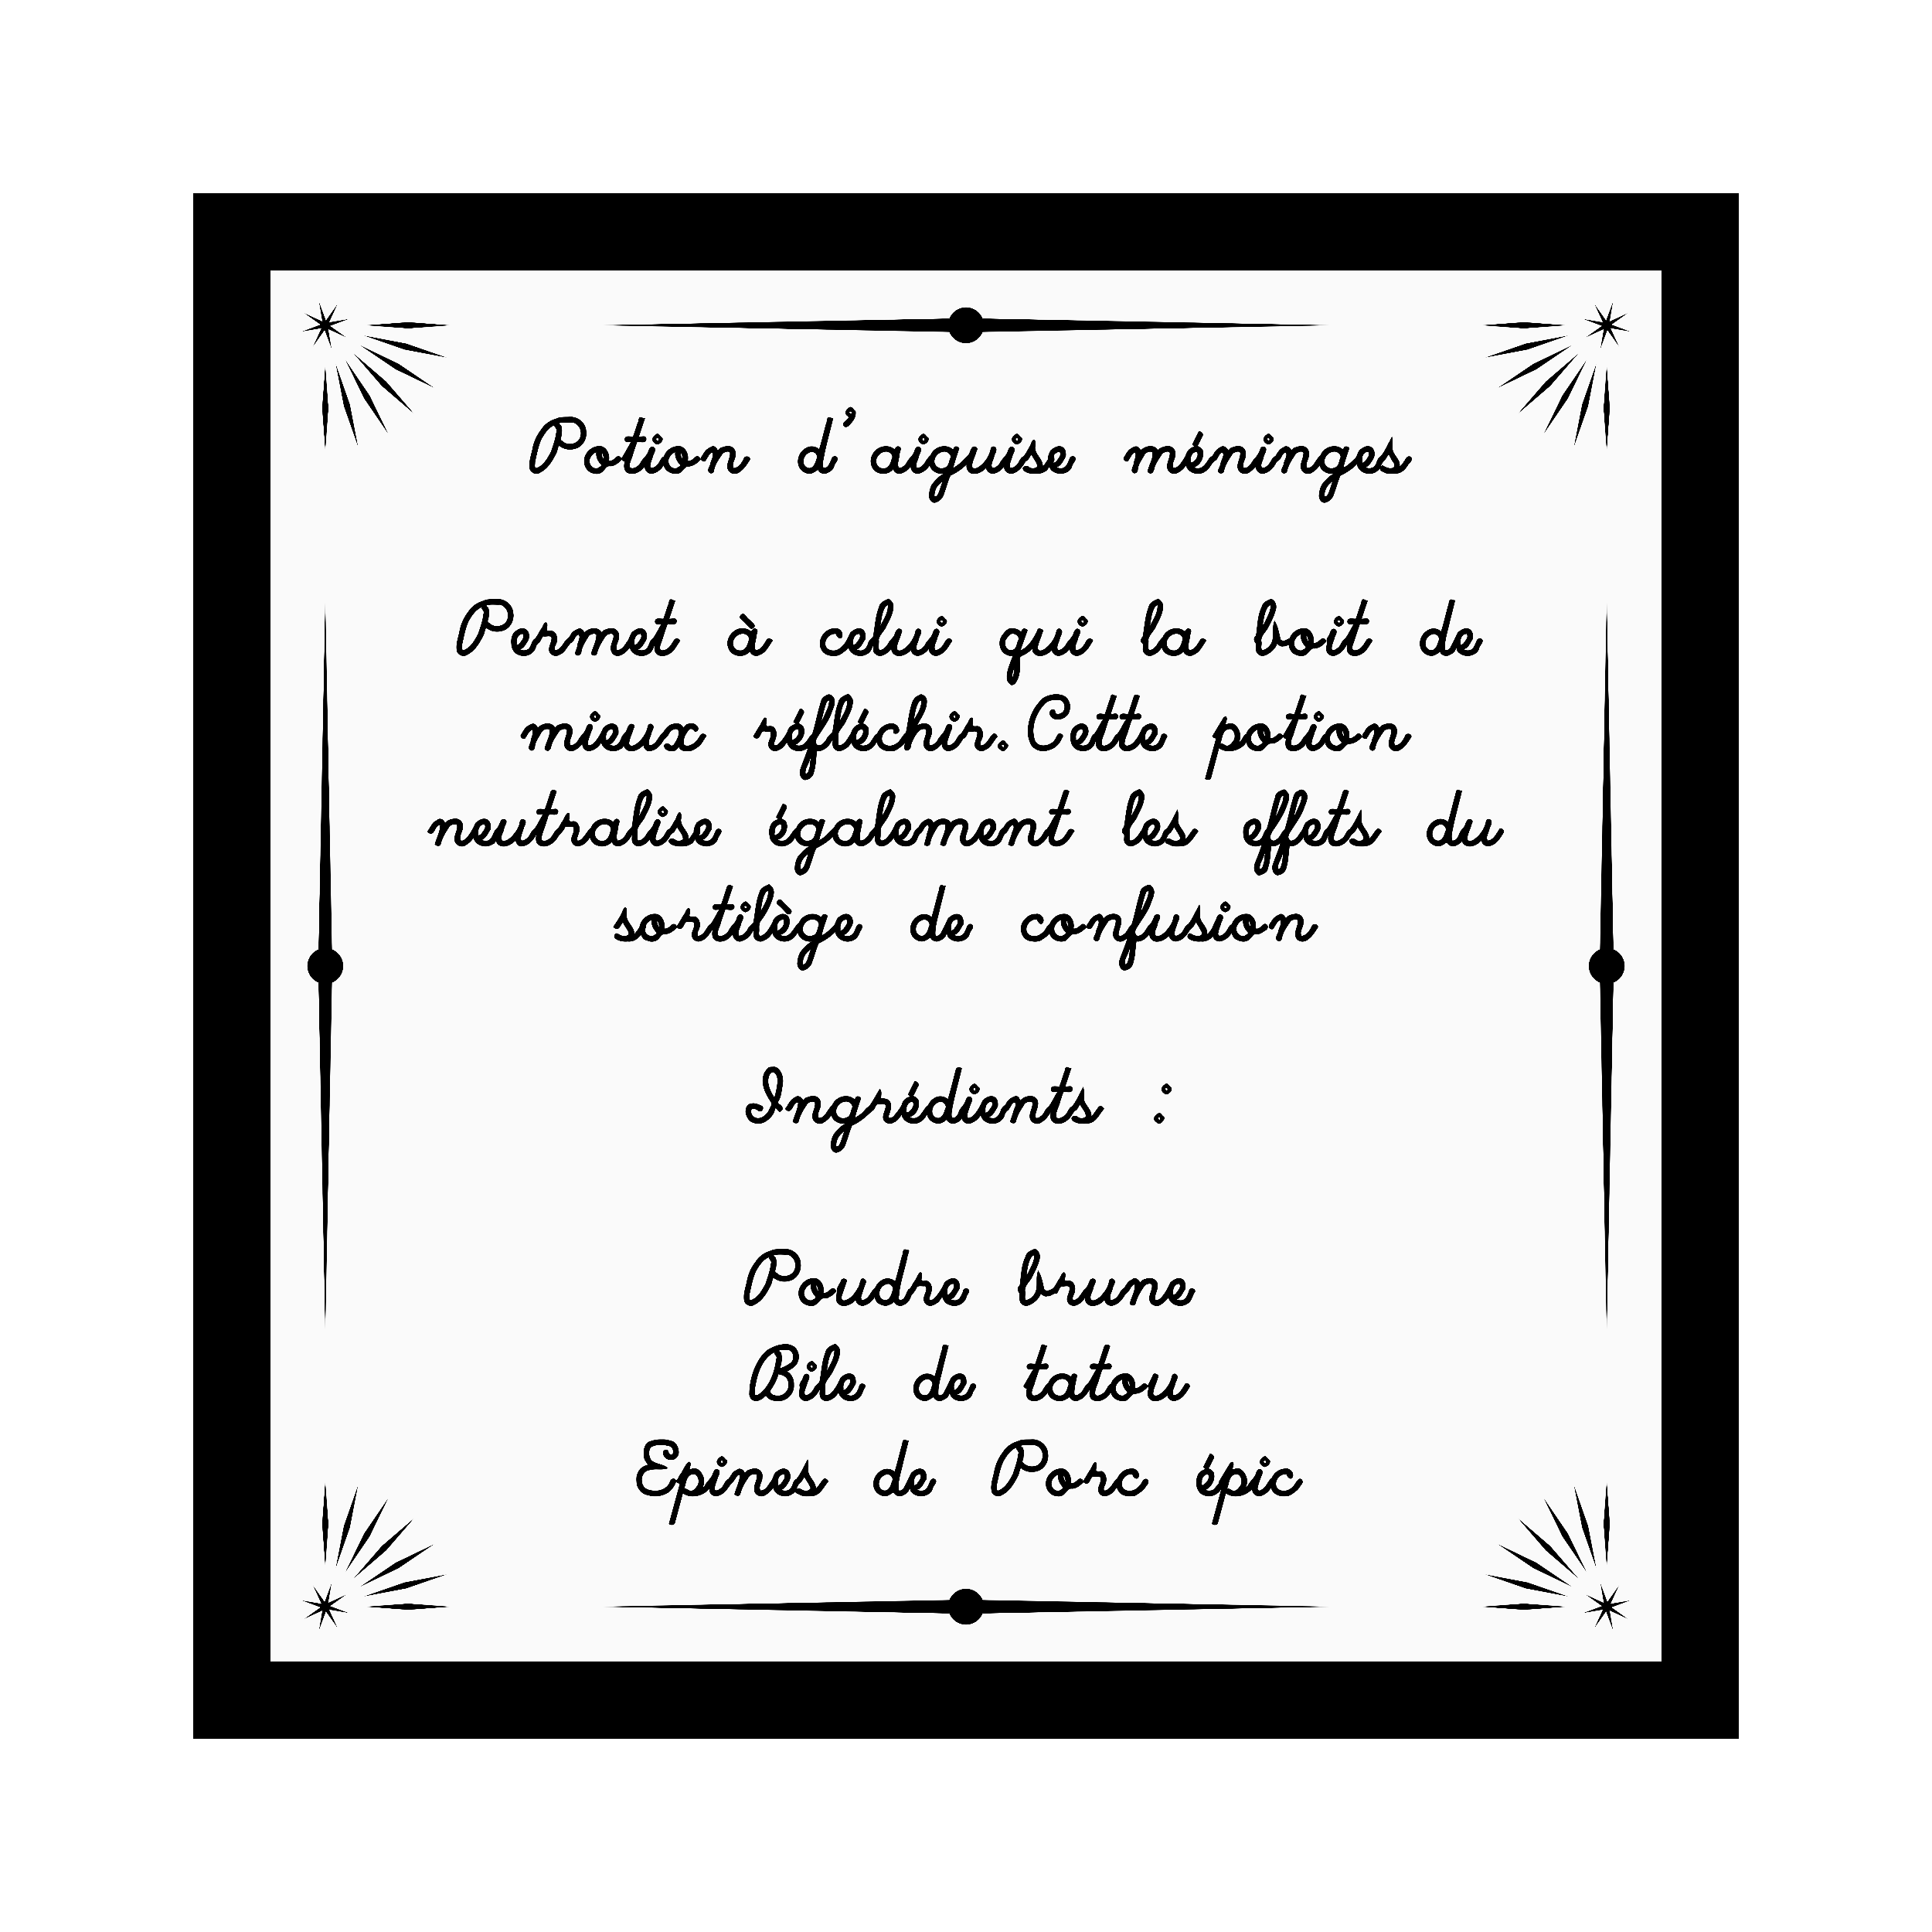 Potion d'aiguise méninges
Permet à celui qui la boit de
mieux réfléchir. Cette potion
neutralise également les effets du
sortilège de confusion
Ingrédients :
Poudre brune
Bile de tatou
Epines de Porc épic